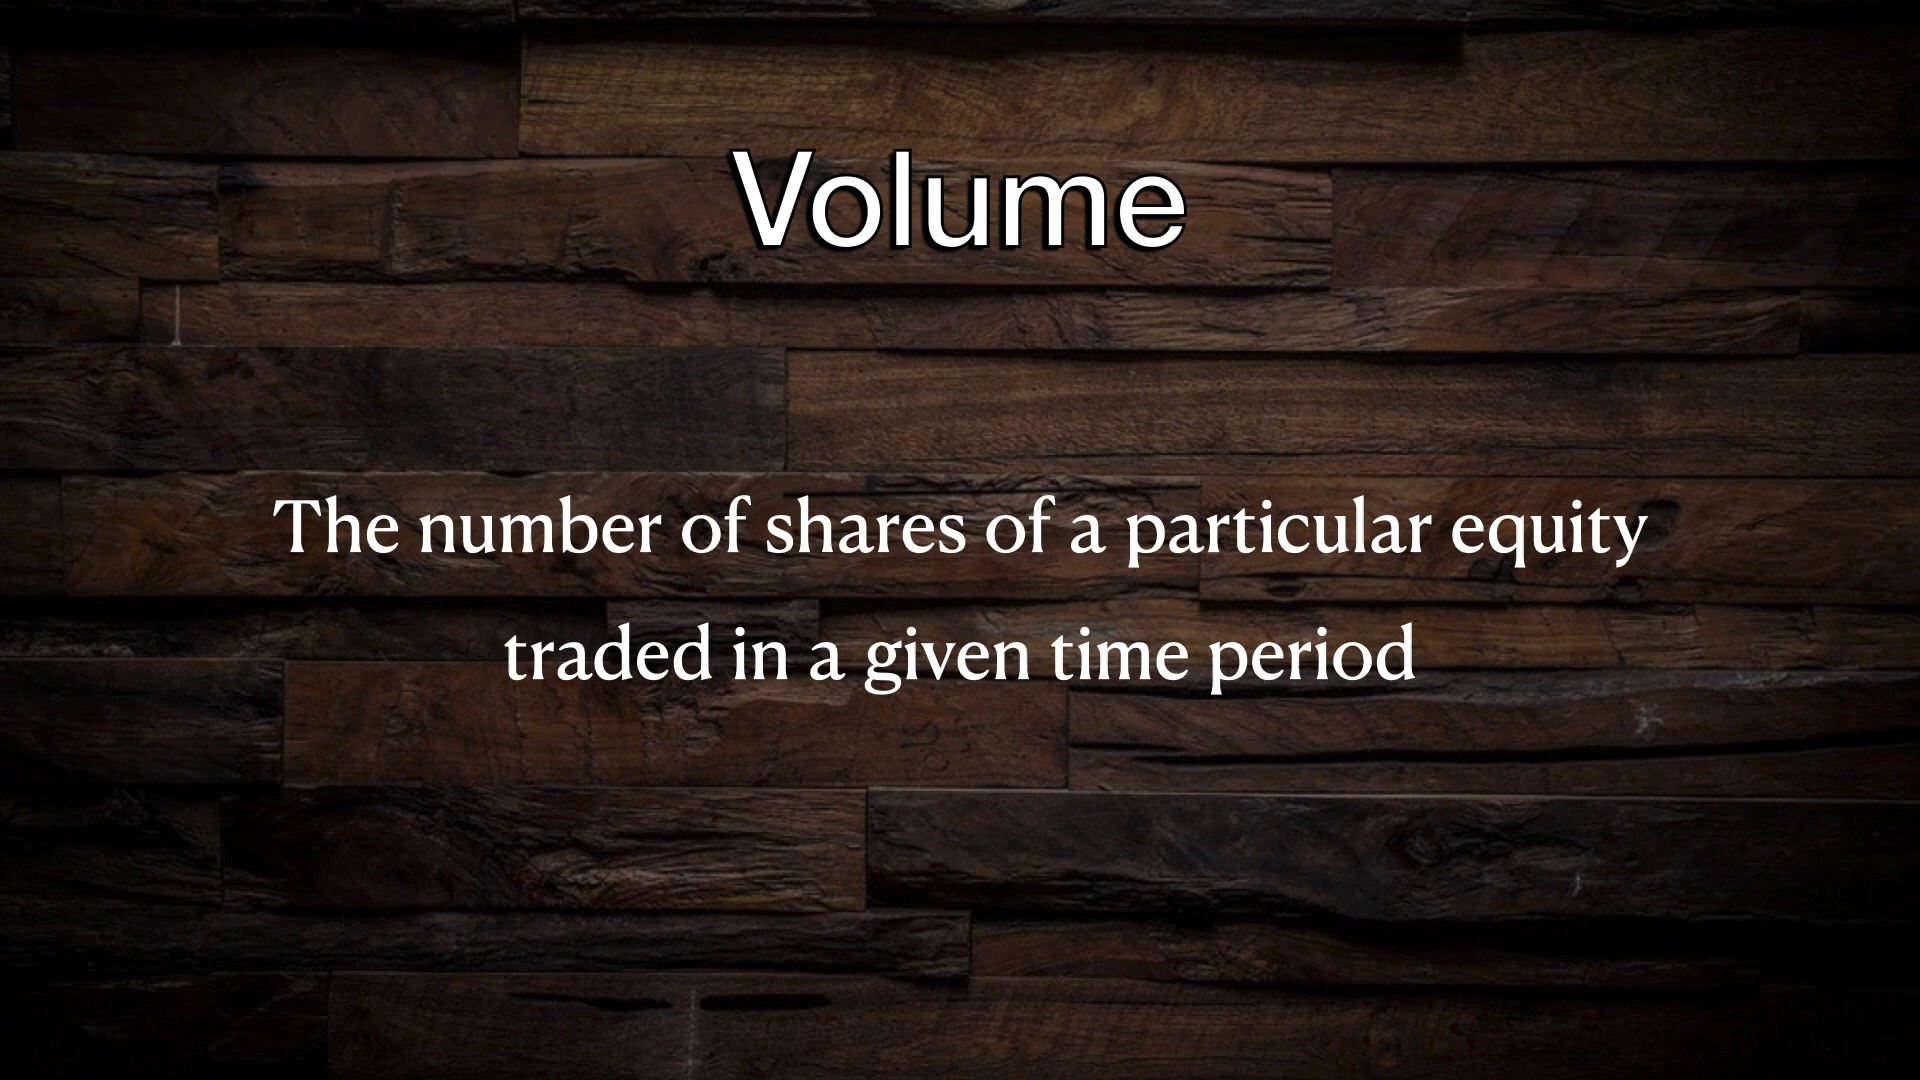 Volume
The number of shares of a particular equity
traded in a given time period